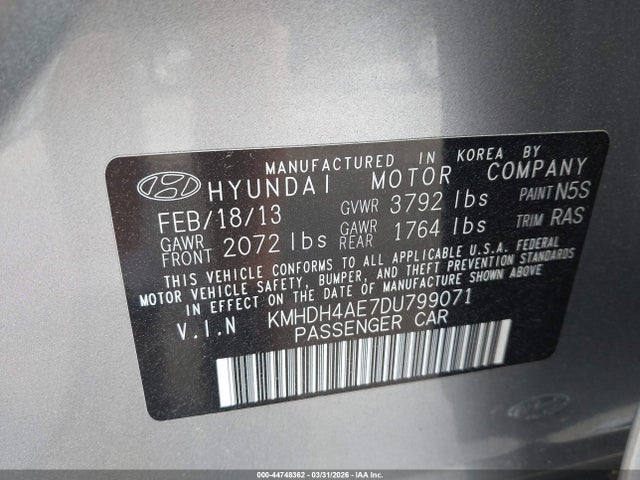 MANUFACTURED IN KOREA BY
HYUNDAI MOTOR COMPANY
FEB/18/13 GVWR 3792 lbs PAINT N5S
GAWR FRONT 2072 lbs GAWR REAR 1764 lbs TRIM RAS
THIS VEHICLE CONFORMS TO ALL APPLICABLE U.S.A. FEDERAL
MOTOR VEHICLE SAFETY, BUMPER, AND THEFT PREVENTION STANDARDS
IN EFFECT ON THE DATE OF MANUFACTURE SHOWN ABOVE.
V.I.N KMHDH4AE7DU799071
PASSENGER CAR
000-44748362 - 03/31/2026 - IAAI.COM